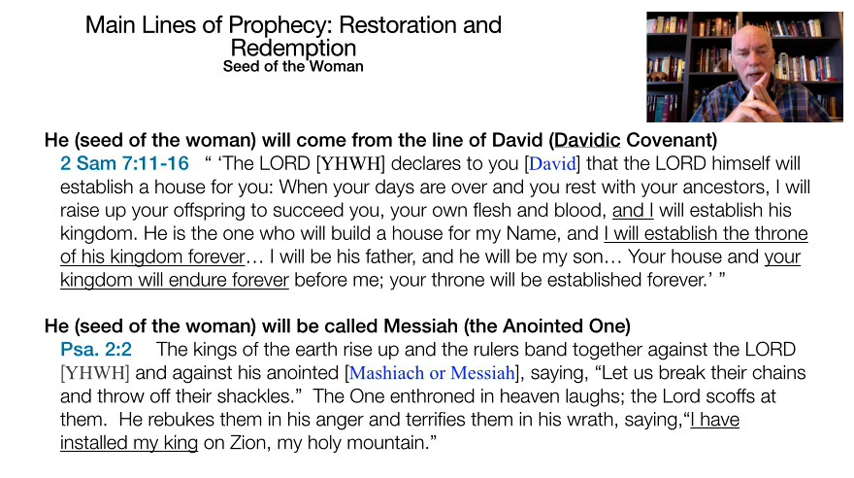 Main Lines of Prophecy: Restoration and
Redemption
Seed of the Woman
He (seed of the woman) will come from the line of David (Davidic Covenant)
2 Sam 7:11-16 “ ‘The LORD [YHWH] declares to you [David] that the LORD himself will
establish a house for you: When your days are over and you rest with your ancestors, I will
raise up your offspring to succeed you, your own flesh and blood, and I will establish his
kingdom. He is the one who will build a house for my Name, and I will establish the throne
of his kingdom forever… I will be his father, and he will be my son… Your house and your
kingdom will endure forever before me; your throne will be established forever.’ ”
He (seed of the woman) will be called Messiah (the Anointed One)
Psa. 2:2 The kings of the earth rise up and the rulers band together against the LORD
[YHWH] and against his anointed [Mashiach or Messiah], saying, “Let us break their chains
and throw off their shackles.” The One enthroned in heaven laughs; the Lord scoffs at
them. He rebukes them in his anger and terrifies them in his wrath, saying,“I have
installed my king on Zion, my holy mountain.”